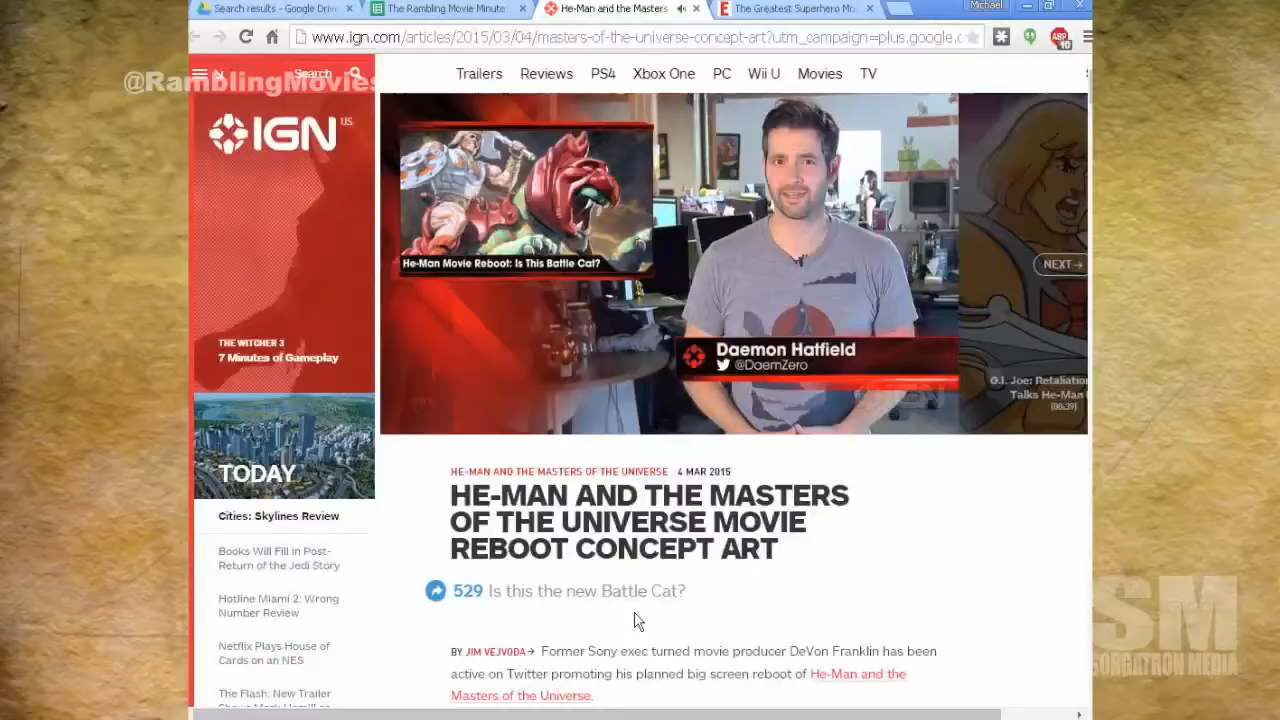 Search results - Google Driv
The Rambling Movie Minute
He-Man and the Masters
The Greatest Superhero Mo
Michael
www.ign.com/articles/2015/03/04/masters-of-the-universe-concept-art?utm_campaign=plus.google.c
ABP
10
@RamblingMovies
Search
Trailers Reviews PS4 Xbox One PC Wii U Movies TV
IGN US
He-Man Movie Reboot: Is This Battle Cat?
NEXT→
THE WITCHER 3
7 Minutes of Gameplay
Daemon Hatfield
@DaemZero
G.I. Joe: Retaliation
Talks He-Man
(00:39)
TODAY
HE-MAN AND THE MASTERS OF THE UNIVERSE 4 MAR 2015
HE-MAN AND THE MASTERS
OF THE UNIVERSE MOVIE
REBOOT CONCEPT ART
529 Is this the new Battle Cat?
BY JIM VEJVODA→ Former Sony exec turned movie producer DeVon Franklin has been
active on Twitter promoting his planned big screen reboot of He-Man and the
Masters of the Universe.
Cities: Skylines Review
Books Will Fill in Post-
Return of the Jedi Story
Hotline Miami 2: Wrong
Number Review
Netflix Plays House of
Cards on an NES
The Flash: New Trailer
SM
SORGATRON MEDIA